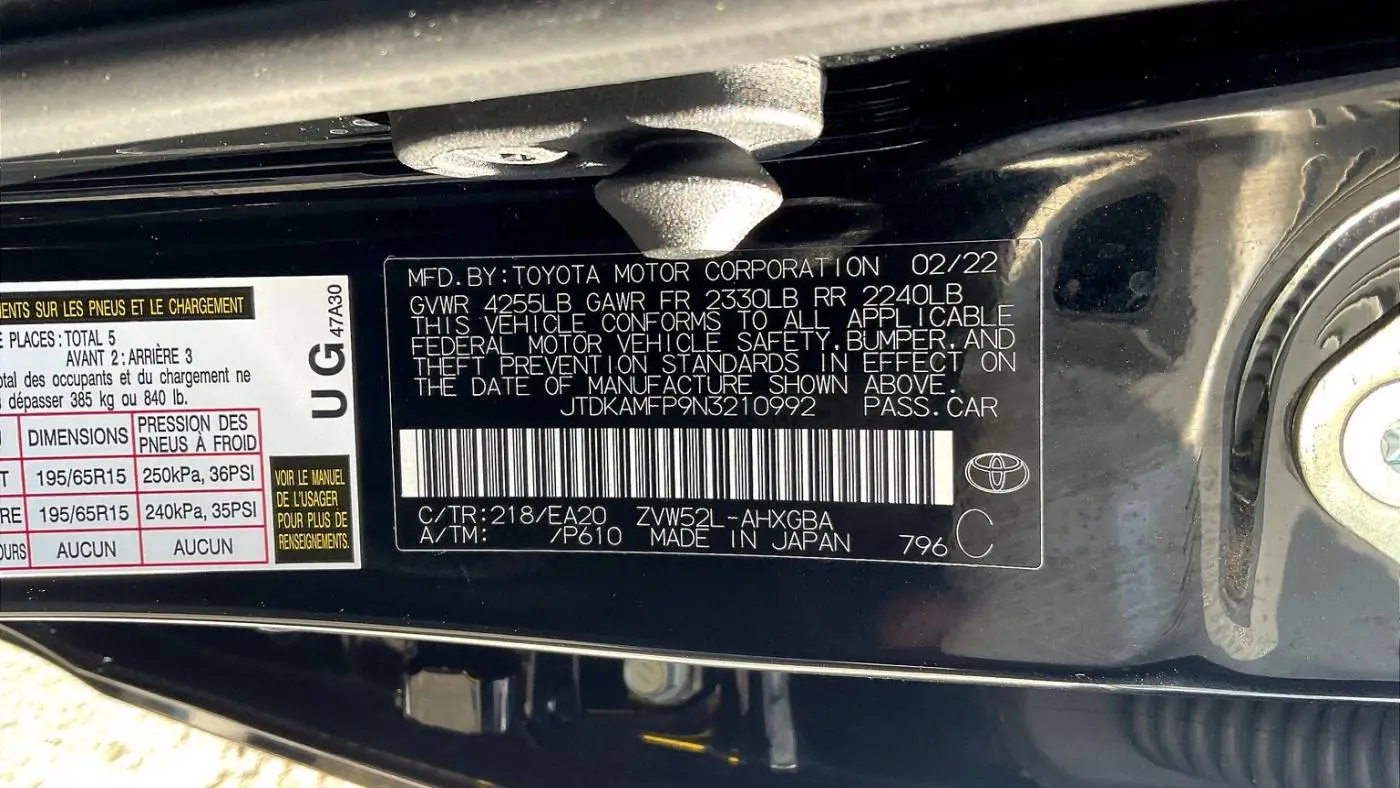 MENTS SUR LES PNEUS ET LE CHARGEMENT
PLACES: TOTAL 5
AVANT 2: ARRIÈRE 3
otal des occupants et du chargement ne
dépasser 385 kg ou 840 lb.
DIMENSIONS PRESSION DES
PNEUS À FROID
T 195/65R15 250kPa, 36PSI
RE 195/65R15 240kPa, 35PSI
OURS AUCUN AUCUN
UG 47A30
VOIR LE MANUEL
DE L'USAGER
POUR PLUS DE
RENSEIGNEMENTS.
MFD.BY:TOYOTA MOTOR CORPORATION 02/22
GVWR 4255LB GAWR FR 2330LB RR 2240LB
THIS VEHICLE CONFORMS TO ALL APPLICABLE
FEDERAL MOTOR VEHICLE SAFETY,BUMPER,AND
THEFT PREVENTION STANDARDS IN EFFECT ON
THE DATE OF MANUFACTURE SHOWN ABOVE.
JTDKAMFP9N3210992 PASS.CAR
C/TR:218/EA20 ZVW52L-AHXGBA
A/TM: /P610 MADE IN JAPAN 796 C